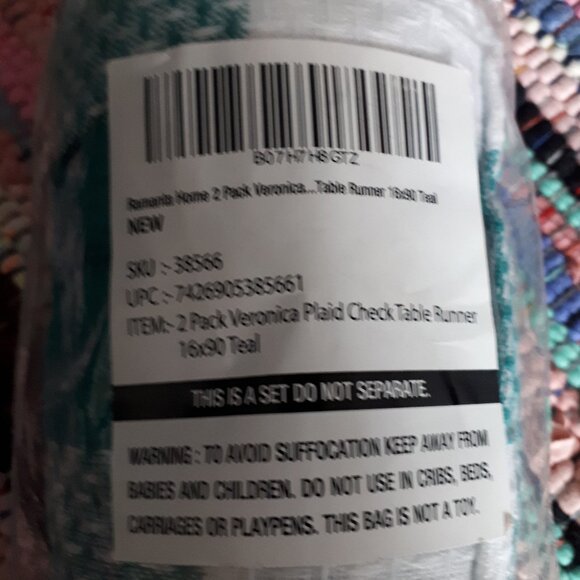 B07H7H8GTZ
Ramanta Home 2 Pack Veronica...Table Runner 16x90 Teal
NEW
SKU :- 38566
UPC :- 7426905385661
ITEM:- 2 Pack Veronica Plaid Check Table Runner
16x90 Teal
THIS IS A SET DO NOT SEPARATE.
WARNING : TO AVOID SUFFOCATION KEEP AWAY FROM
BABIES AND CHILDREN. DO NOT USE IN CRIBS, BEDS,
CARRIAGES OR PLAYPENS. THIS BAG IS NOT A TOY.